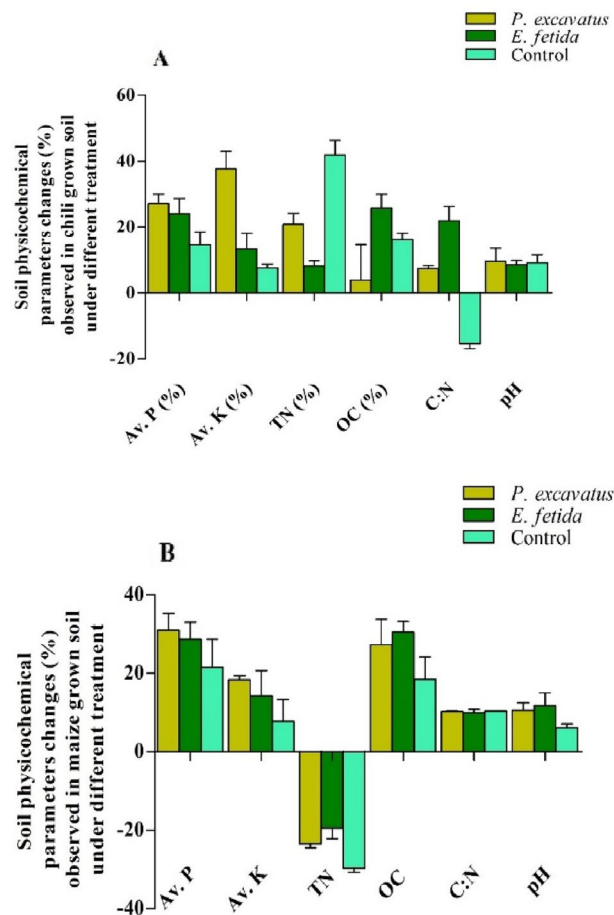 P. excavatus
E. fetida
Control
A
Soil physicochemical
parameters changes (%)
observed in chili grown soil
under different treatment
60
40
20
0
-20
Av. P (%)
Av. K (%)
TN (%)
OC (%)
C:N
pH
P. excavatus
E. fetida
Control
B
Soil physicochemical
parameters changes (%)
observed in maize grown soil
under different treatment
40
20
0
-20
-40
Av. P
Av. K
TN
OC
C:N
pH